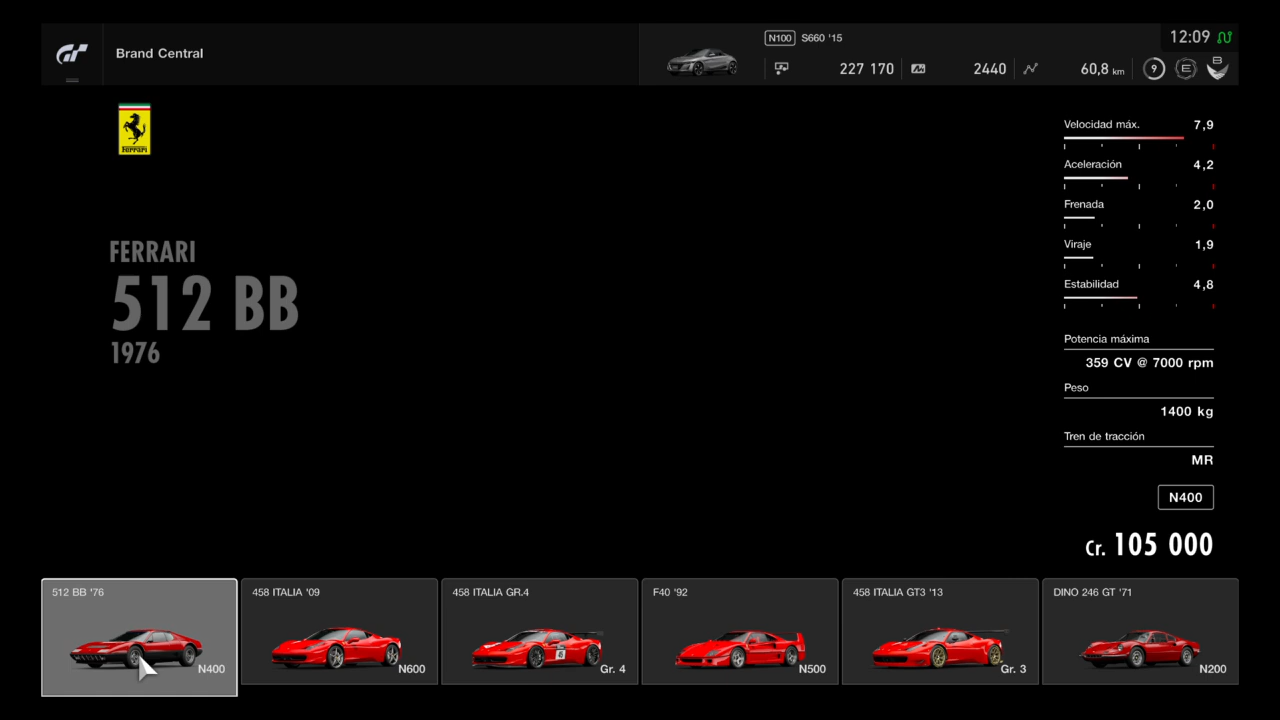 Brand Central
N100 S660 '15
12:09
227 170
2440
60,8 km
9
E
B
Ferrari
FERRARI
512 BB
1976
Velocidad máx. 7,9
Aceleración 4,2
Frenada 2,0
Viraje 1,9
Estabilidad 4,8
Potencia máxima
359 CV @ 7000 rpm
Peso
1400 kg
Tren de tracción
MR
N400
Cr. 105 000
512 BB '76
N400
458 ITALIA '09
N600
458 ITALIA GR.4
Gr. 4
F40 '92
N500
458 ITALIA GT3 '13
Gr. 3
DINO 246 GT '71
N200